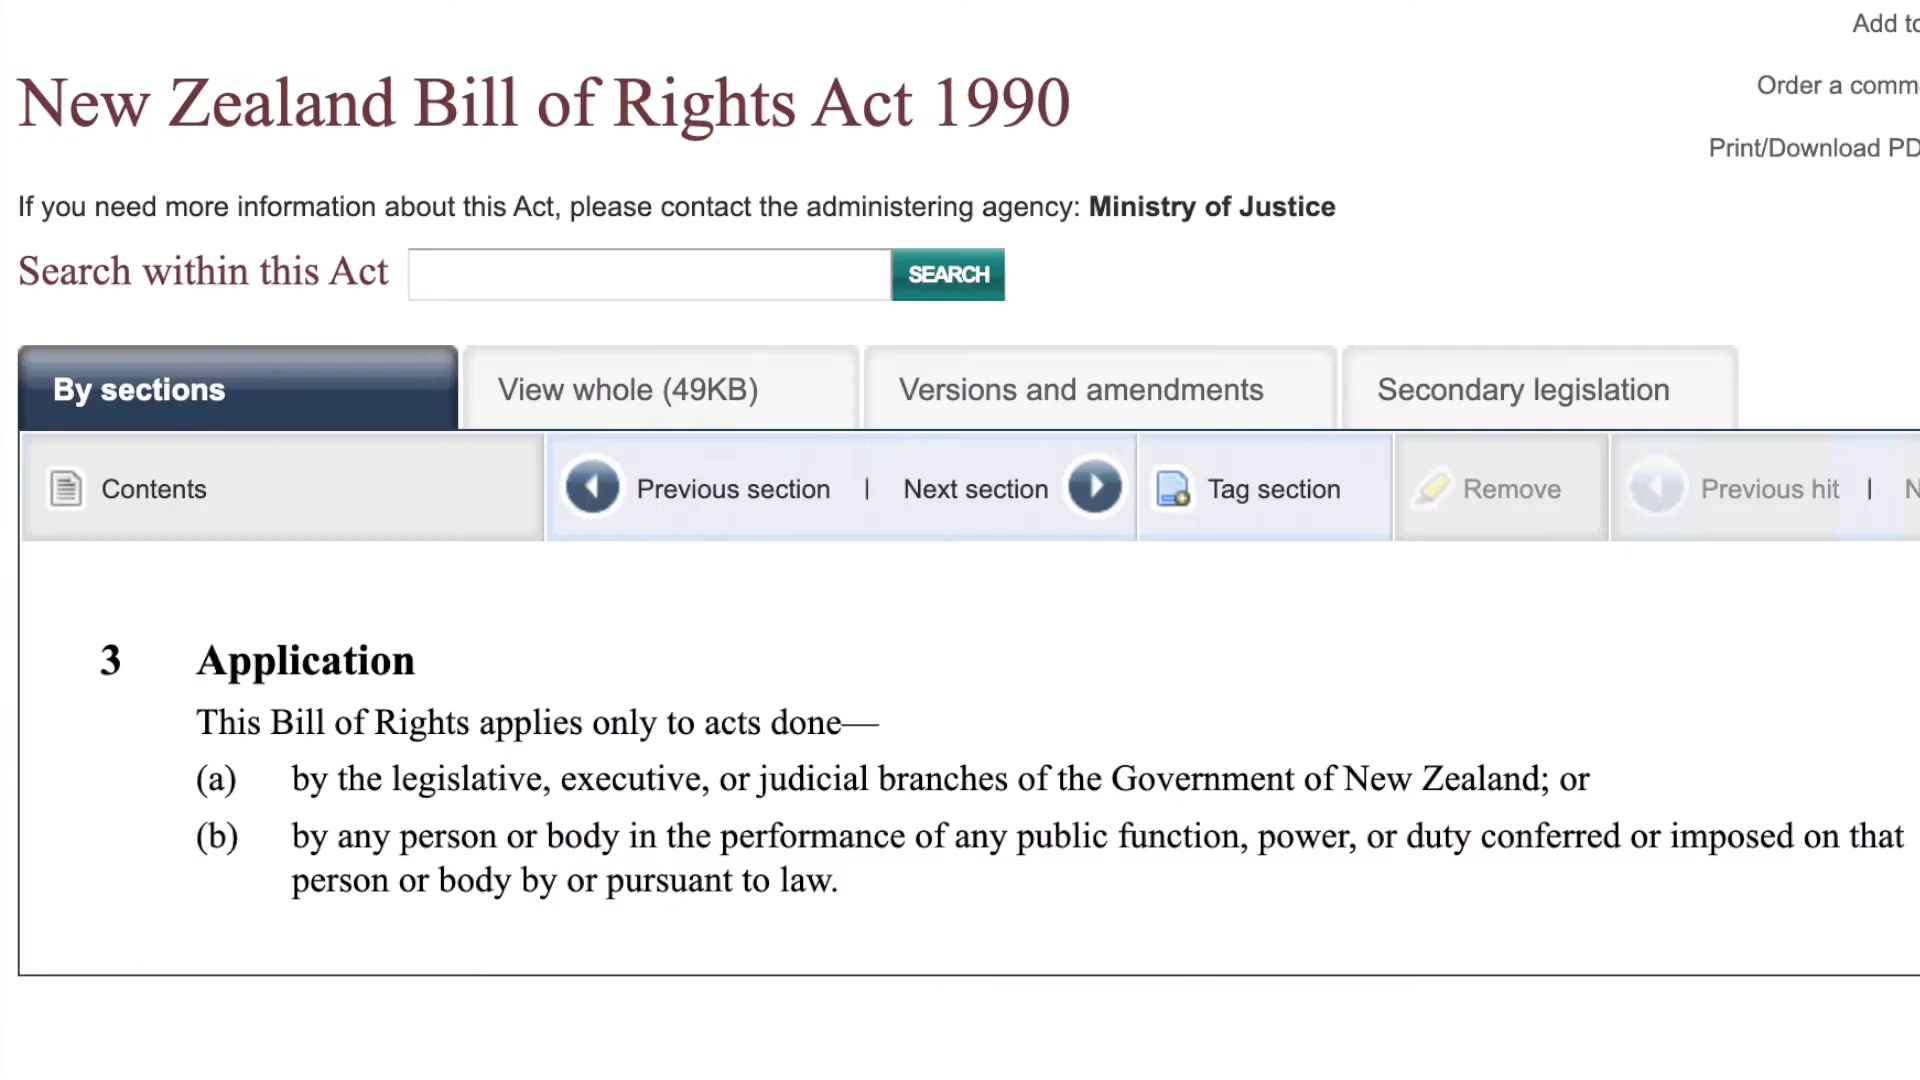 Add to
New Zealand Bill of Rights Act 1990
Order a comm
Print/Download PD
If you need more information about this Act, please contact the administering agency: Ministry of Justice
Search within this Act SEARCH
By sections View whole (49KB) Versions and amendments Secondary legislation
Contents Previous section | Next section Tag section Remove Previous hit | N
3 Application
This Bill of Rights applies only to acts done—
(a) by the legislative, executive, or judicial branches of the Government of New Zealand; or
(b) by any person or body in the performance of any public function, power, or duty conferred or imposed on that
person or body by or pursuant to law.